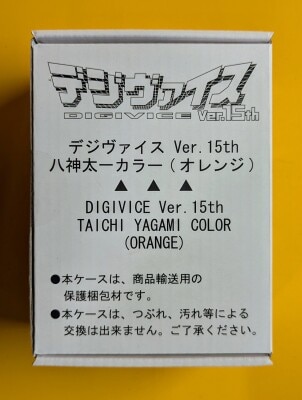 デジヴァイス
DIGIVICE Ver.15th
デジヴァイス Ver.15th
八神太一カラー(オレンジ)
▲ ▲ ▲
DIGIVICE Ver.15th
TAICHI YAGAMI COLOR
(ORANGE)
●本ケースは、商品輸送用の
保護梱包材です。
●本ケースは、つぶれ、汚れ等による
交換は出来ません。ご了承ください。